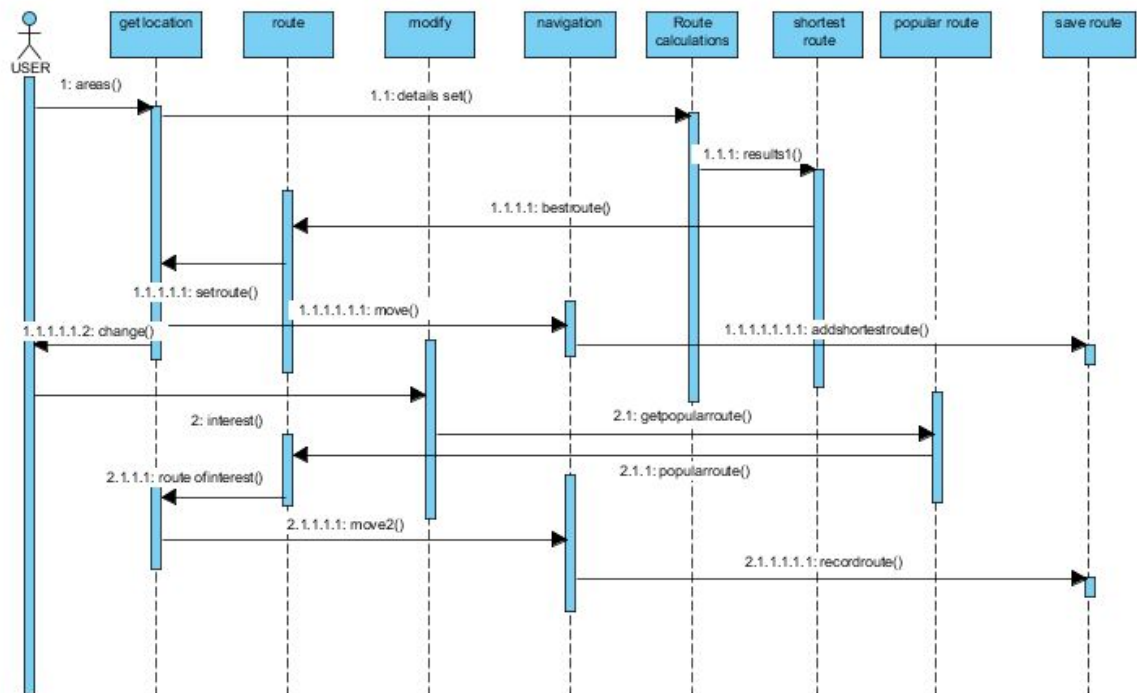 get location
route
modify
navigation
Route
calculations
shortest
route
popular route
save route
USER
1: areas()
1.1: details set()
1.1.1: results1()
1.1.1.1: bestroute()
1.1.1.1.1: setroute()
1.1.1.1.1.1: move()
1.1.1.1.1.2: change()
1.1.1.1.1.1.1: addshortestroute()
2: interest()
2.1: getpopularroute()
2.1.1: popularroute()
2.1.1.1: route ofinterest()
2.1.1.1.1: move2()
2.1.1.1.1.1: recordroute()